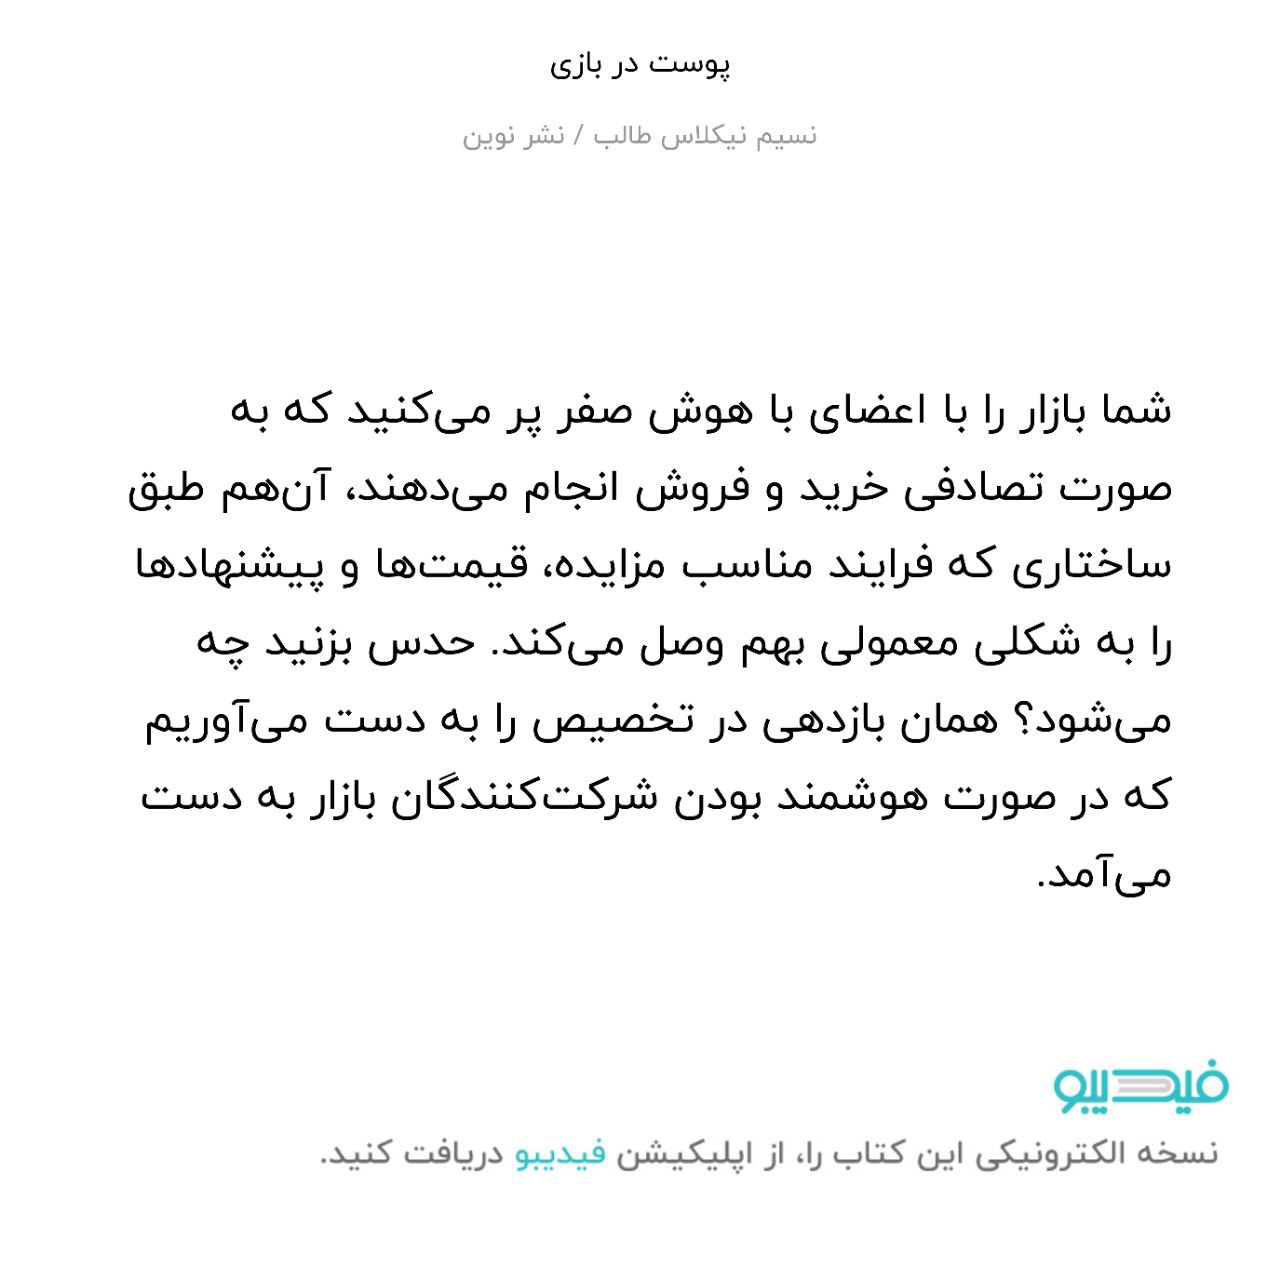 پوست در بازی
نسیم نیکلاس طالب / نشر نوین
شما بازار را با اعضای با هوش صفر پر می‌کنید که به
صورت تصادفی خرید و فروش انجام می‌دهند، آن‌هم طبق
ساختاری که فرایند مناسب مزایده، قیمت‌ها و پیشنهادها
را به شکلی معمولی بهم وصل می‌کند. حدس بزنید چه
می‌شود؟ همان بازدهی در تخصیص را به دست می‌آوریم
که در صورت هوشمند بودن شرکت‌کنندگان بازار به دست
می‌آمد.
فیدیبو
نسخه الکترونیکی این کتاب را، از اپلیکیشن فیدیبو دریافت کنید.